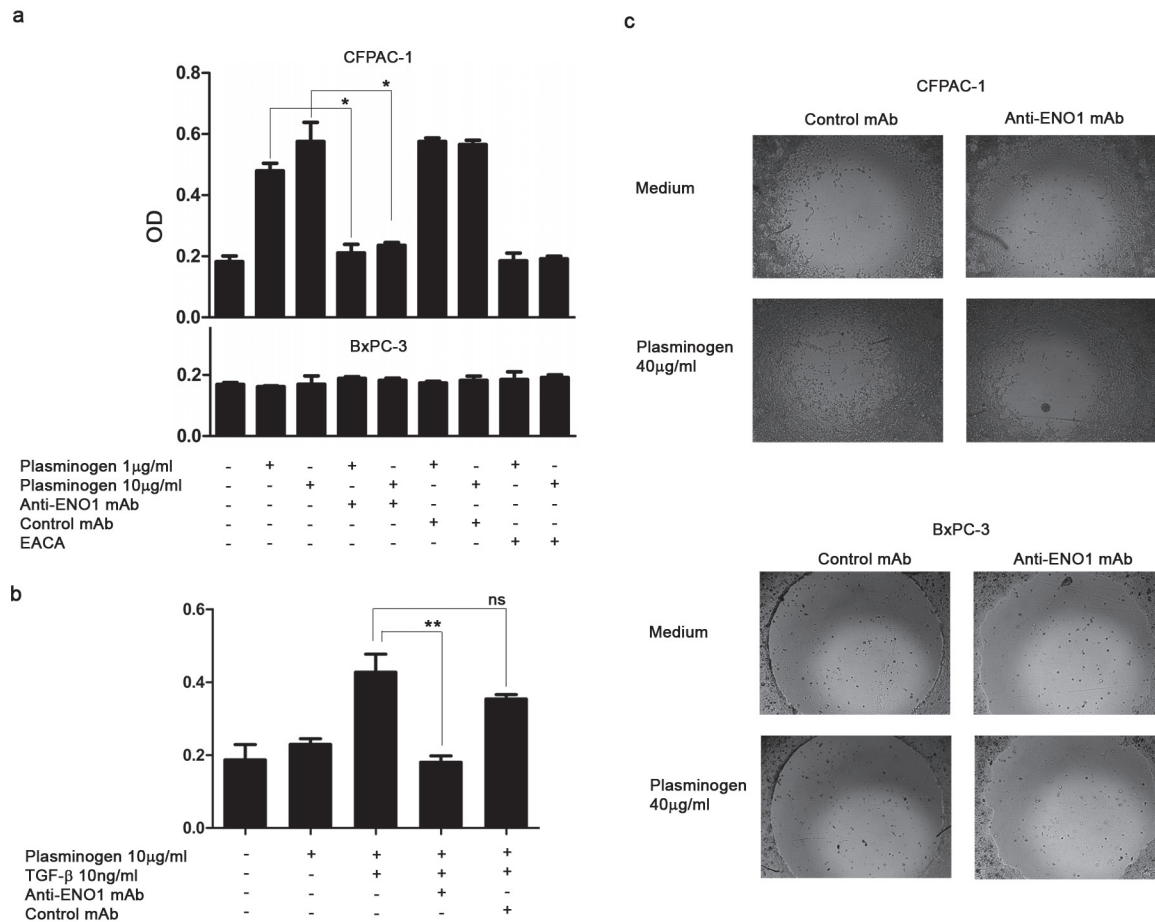 a
CFPAC-1
0.8
0.6
0.4
0.2
0.0
OD
*
*
BxPC-3
0.2
0.0
Plasminogen 1μg/ml - + - + - + - + -
Plasminogen 10μg/ml - - + - + - + - +
Anti-ENO1 mAb - - - + + - - - -
Control mAb - - - - - + + - -
EACA - - - - - - - + +
b
0.6
0.4
0.2
0.0
**
ns
Plasminogen 10μg/ml - + + + +
TGF-β 10ng/ml - - + + +
Anti-ENO1 mAb - - - + -
Control mAb - - - - +
c
CFPAC-1
Control mAb Anti-ENO1 mAb
Medium
Plasminogen
40μg/ml
BxPC-3
Control mAb Anti-ENO1 mAb
Medium
Plasminogen
40μg/ml